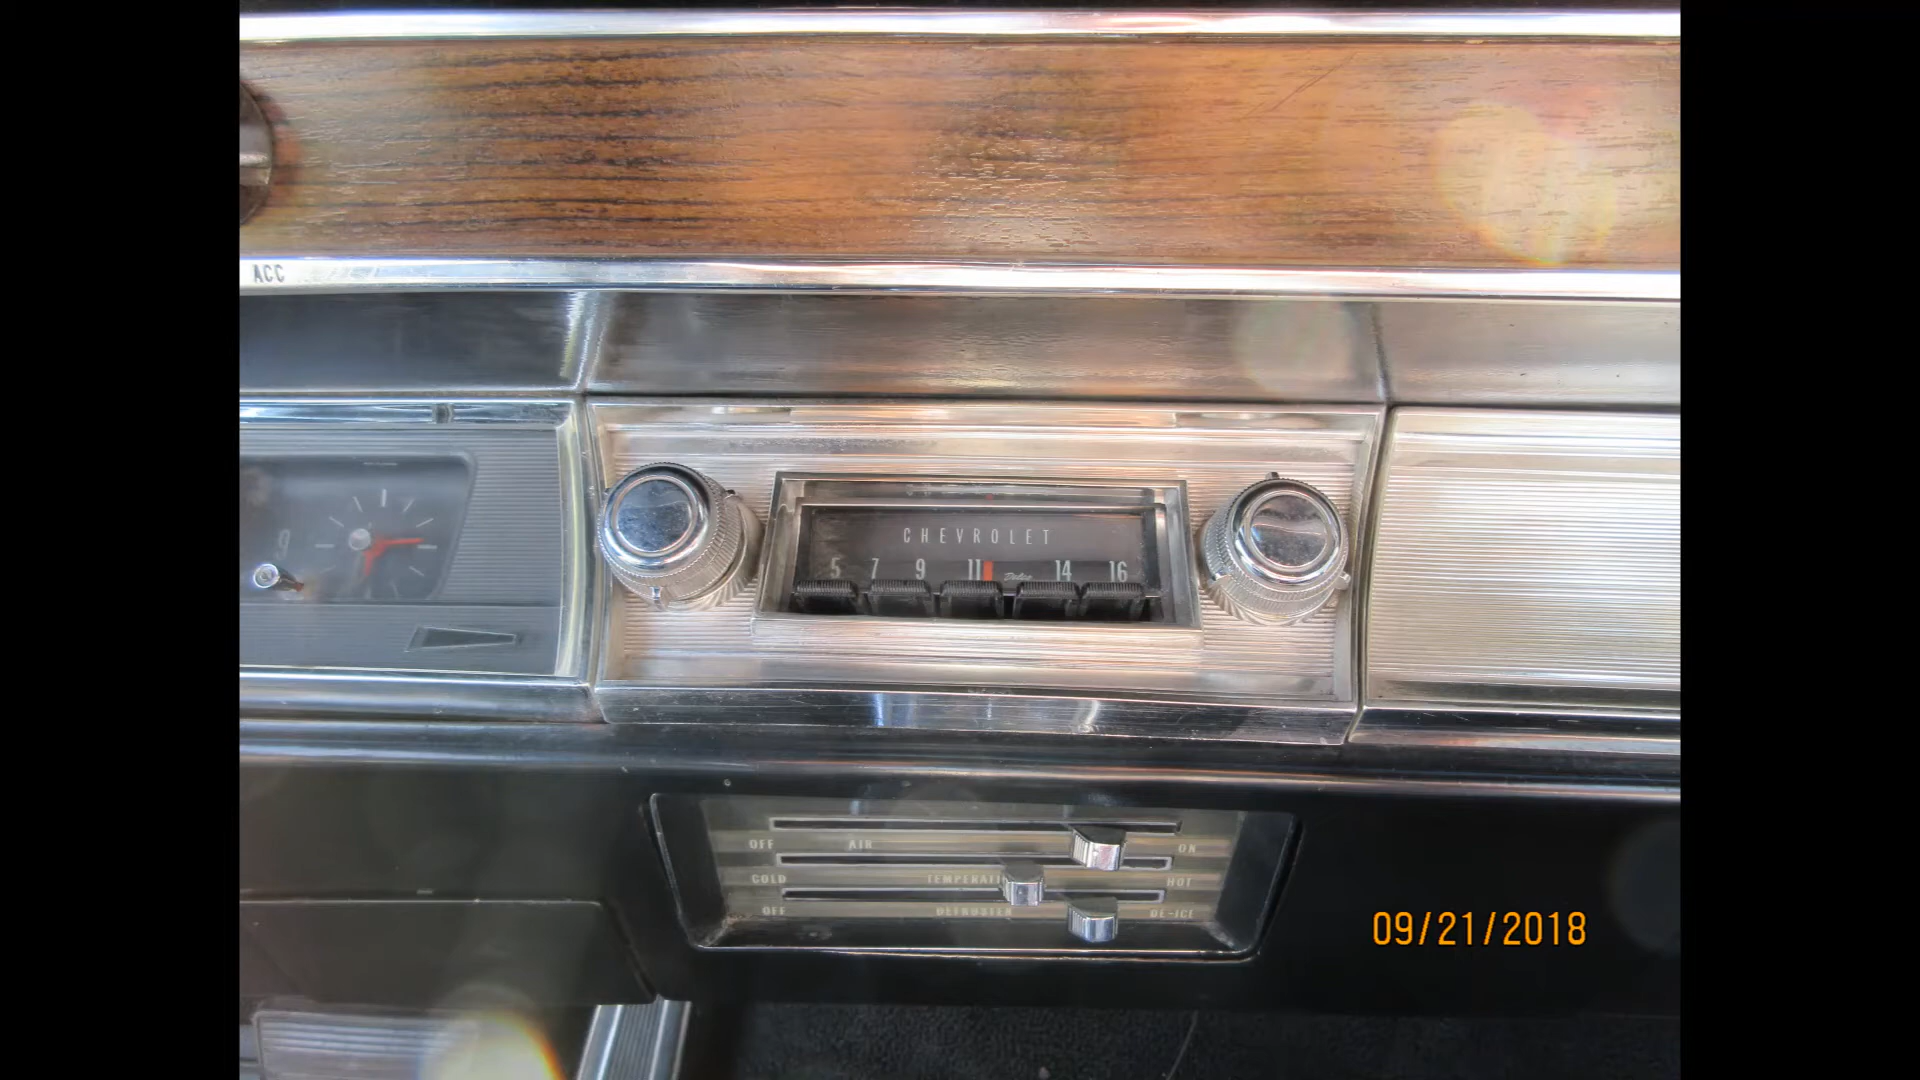 ACC
CHEVROLET
5 7 9 11 14 16
OFF AIR ON
COLD TEMPERATU HOT
OFF DEFROSTER DE-ICE
09/21/2018